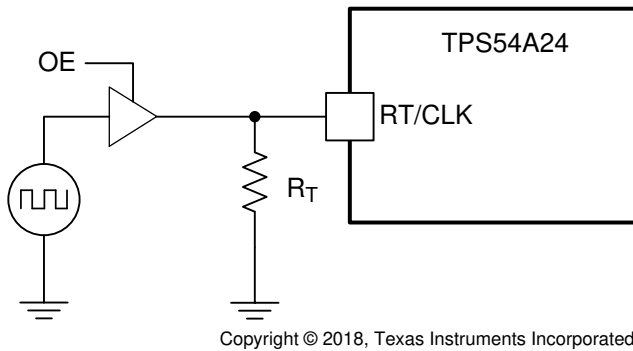 TPS54A24
OE
RT/CLK
RT
Copyright © 2018, Texas Instruments Incorporated